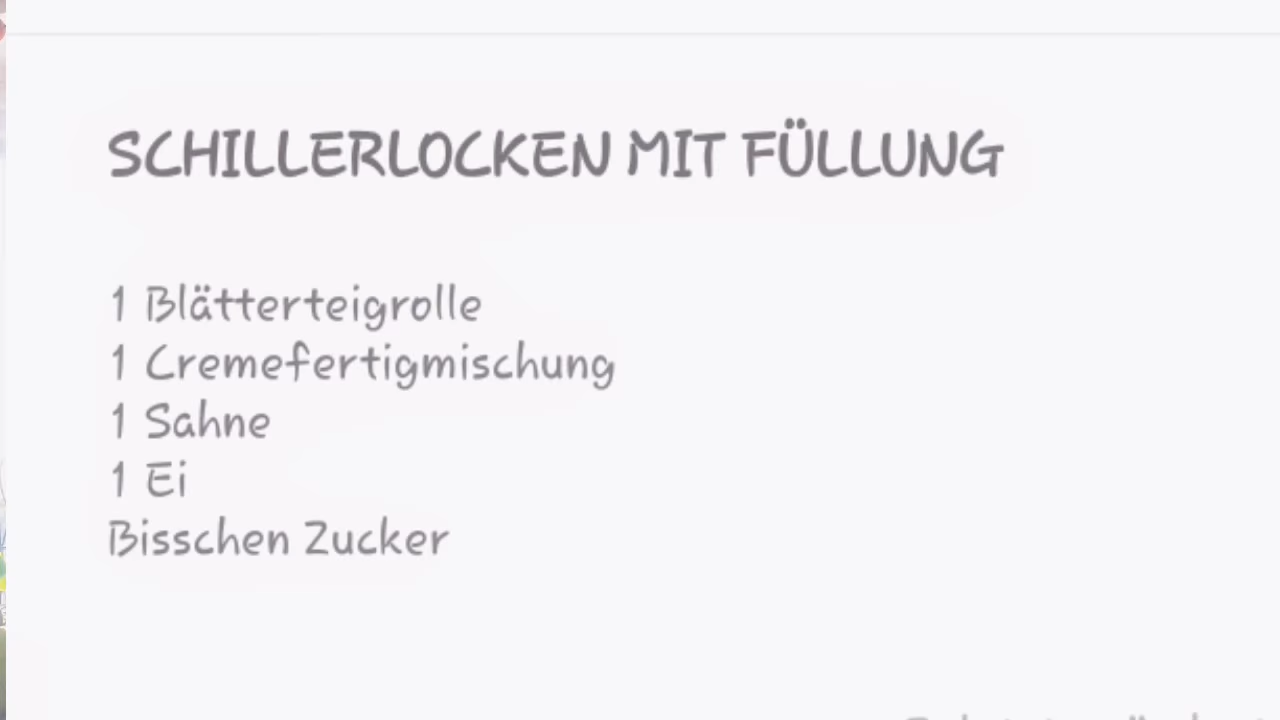 SCHILLERLOCKEN MIT FÜLLUNG
1 Blätterteigrolle
1 Cremefertigmischung
1 Sahne
1 Ei
Bisschen Zucker